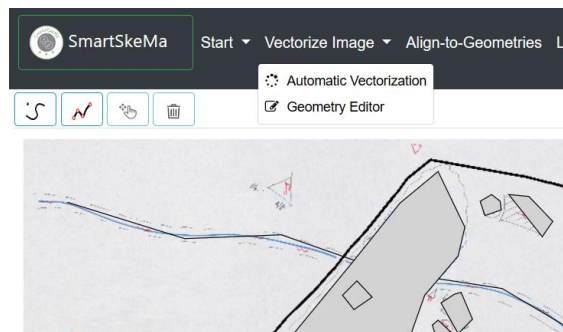 SmartSkeMa Start Vectorize Image Align-to-Geometries L
Automatic Vectorization
Geometry Editor